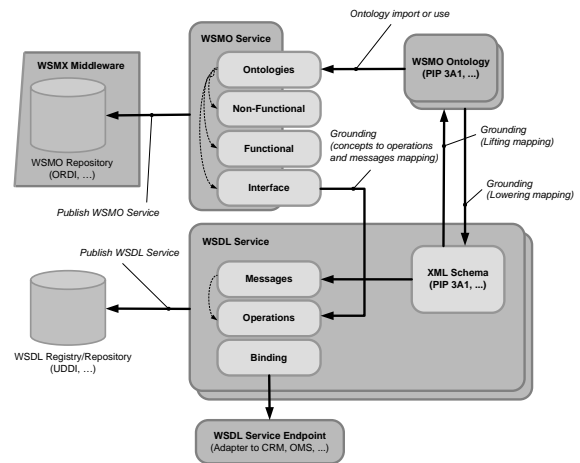 Ontology import or use
WSMO Service
WSMX Middleware
Ontologies
WSMO Ontology
(PIP 3A1, ...)
Non-Functional
Functional
Interface
WSMO Repository
(ORDI, ...)
Publish WSMO Service
Grounding
(concepts to operations
and messages mapping)
Grounding
(Lifting mapping)
Grounding
(Lowering mapping)
WSDL Service
Publish WSDL Service
Messages
Operations
Binding
XML Schema
(PIP 3A1, ...)
WSDL Registry/Repository
(UDDI, ...)
WSDL Service Endpoint
(Adapter to CRM, OMS, ...)